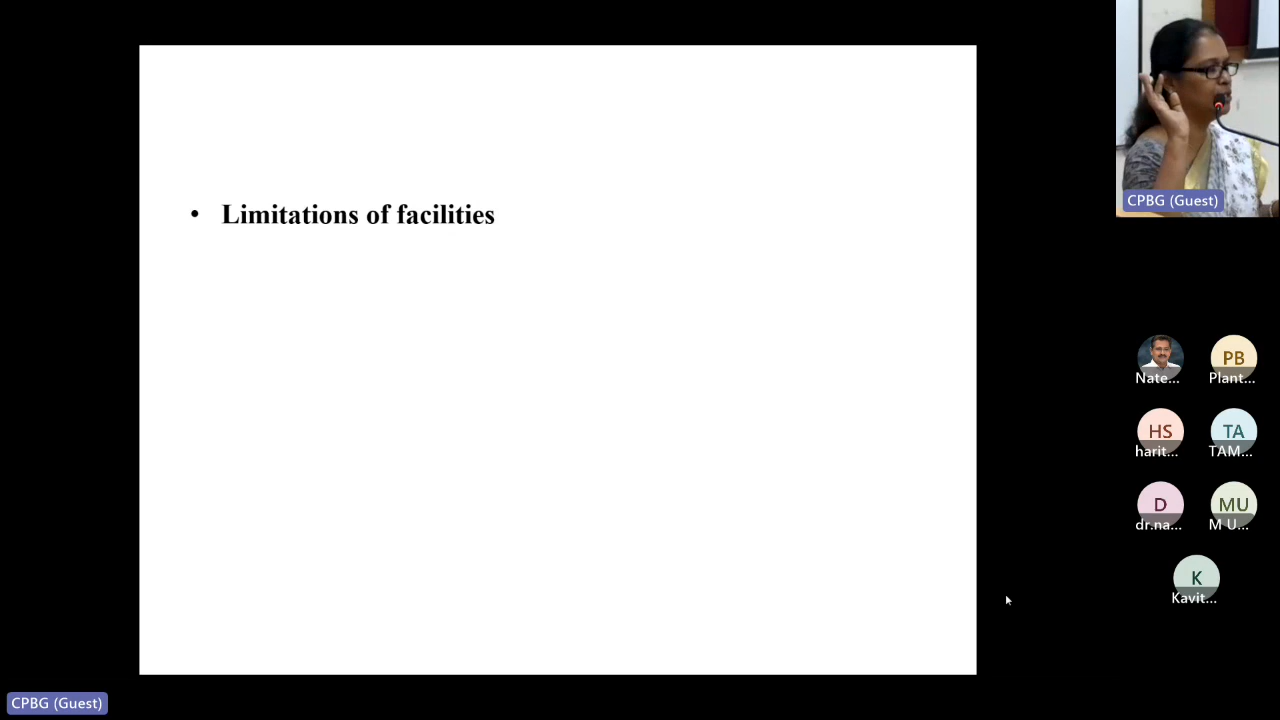 • Limitations of facilities
CPBG (Guest)
Nate...
PB
Plant...
HS
harit...
TA
TAM...
D
dr.na...
MU
M U...
K
Kavit...
CPBG (Guest)